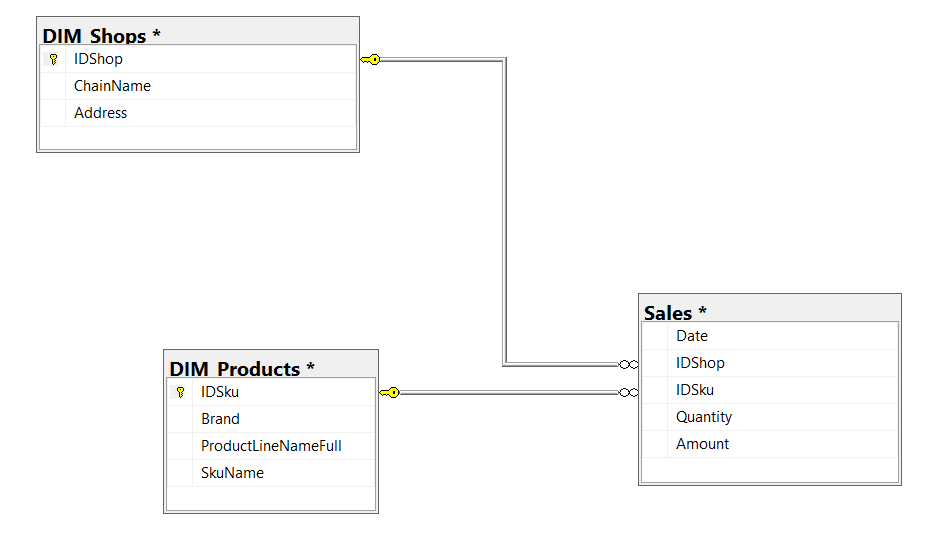 DIM_Shops *
IDShop
ChainName
Address
Sales *
Date
IDShop
IDSku
Quantity
Amount
DIM_Products *
IDSku
Brand
ProductLineNameFull
SkuName